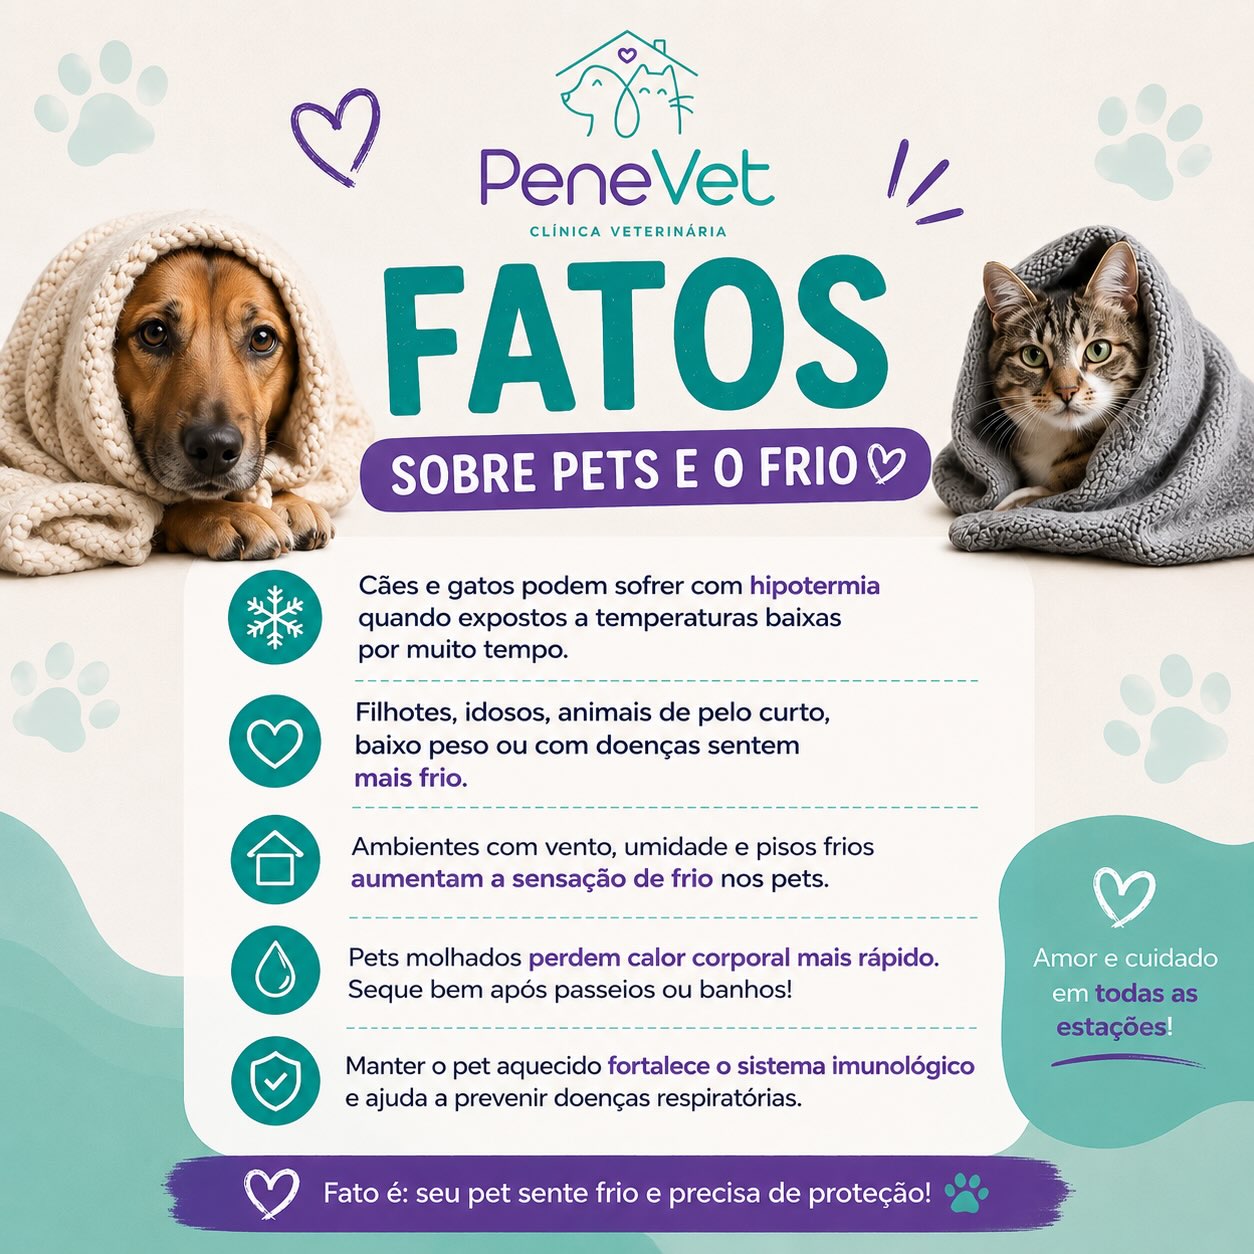 PeneVet
CLÍNICA VETERINÁRIA
FATOS
SOBRE PETS E O FRIO
Cães e gatos podem sofrer com hipotermia
quando expostos a temperaturas baixas
por muito tempo.
Filhotes, idosos, animais de pelo curto,
baixo peso ou com doenças sentem
mais frio.
Ambientes com vento, umidade e pisos frios
aumentam a sensação de frio nos pets.
Pets molhados perdem calor corporal mais rápido.
Seque bem após passeios ou banhos!
Manter o pet aquecido fortalece o sistema imunológico
e ajuda a prevenir doenças respiratórias.
Amor e cuidado
em todas as
estações!
Fato é: seu pet sente frio e precisa de proteção!